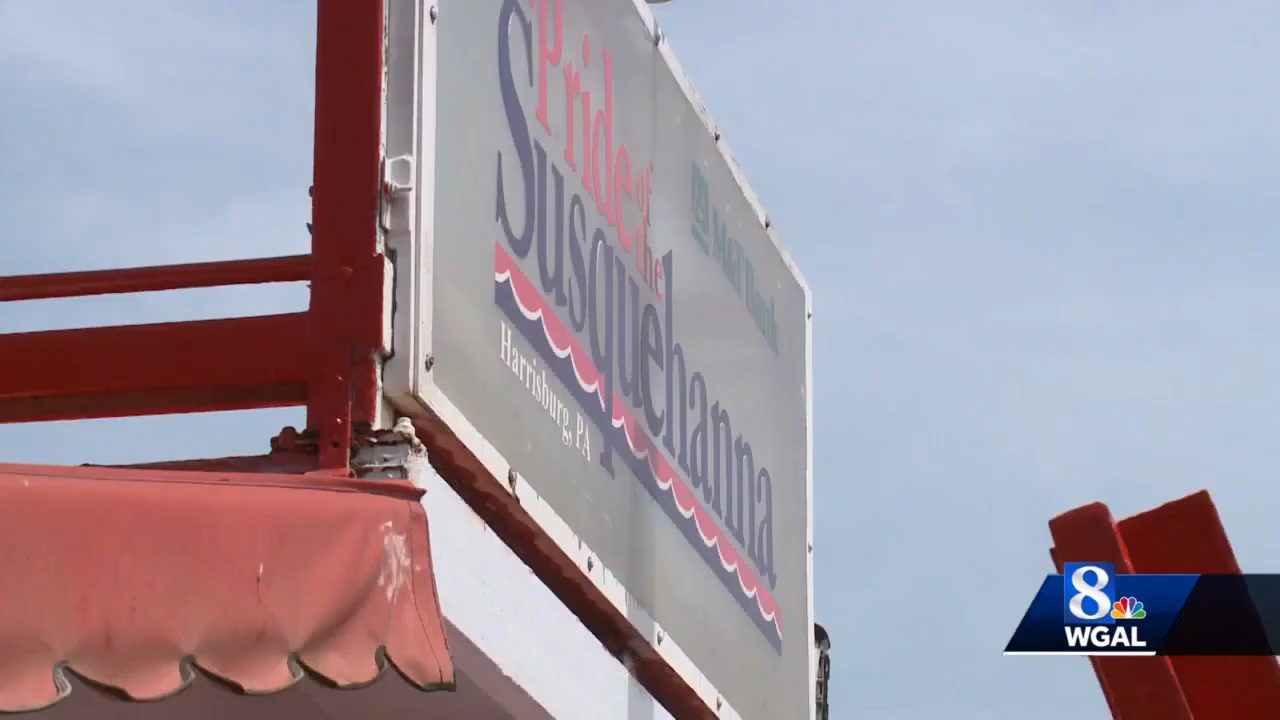 Pride of the
Susquehanna
Harrisburg, PA
M&T Bank
8
WGAL